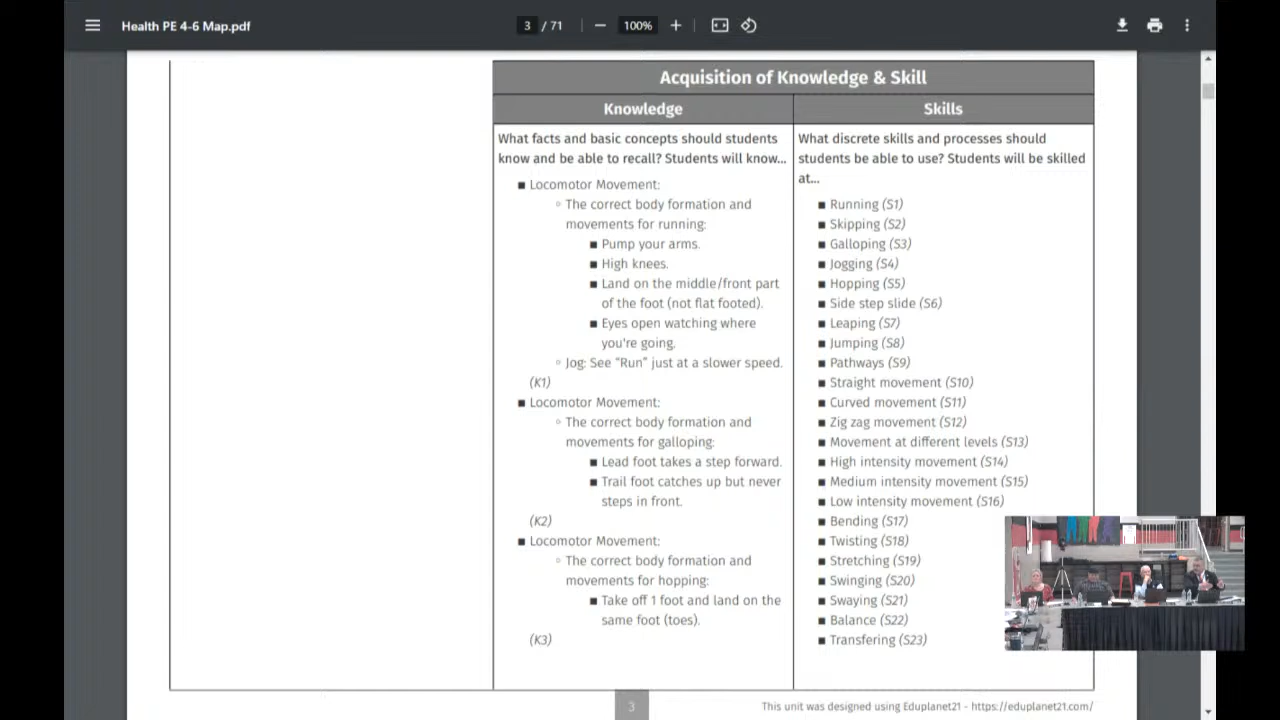 Health PE 4-6 Map.pdf
3 / 71
100%
Acquisition of Knowledge & Skill
Knowledge
Skills
What facts and basic concepts should students
know and be able to recall? Students will know...
■ Locomotor Movement:
◦ The correct body formation and
movements for running:
■ Pump your arms.
■ High knees.
■ Land on the middle/front part
of the foot (not flat footed).
■ Eyes open watching where
you're going.
◦ Jog: See “Run” just at a slower speed.
(K1)
■ Locomotor Movement:
◦ The correct body formation and
movements for galloping:
■ Lead foot takes a step forward.
■ Trail foot catches up but never
steps in front.
(K2)
■ Locomotor Movement:
◦ The correct body formation and
movements for hopping:
■ Take off 1 foot and land on the
same foot (toes).
(K3)
What discrete skills and processes should
students be able to use? Students will be skilled
at...
■ Running (S1)
■ Skipping (S2)
■ Galloping (S3)
■ Jogging (S4)
■ Hopping (S5)
■ Side step slide (S6)
■ Leaping (S7)
■ Jumping (S8)
■ Pathways (S9)
■ Straight movement (S10)
■ Curved movement (S11)
■ Zig zag movement (S12)
■ Movement at different levels (S13)
■ High intensity movement (S14)
■ Medium intensity movement (S15)
■ Low intensity movement (S16)
■ Bending (S17)
■ Twisting (S18)
■ Stretching (S19)
■ Swinging (S20)
■ Swaying (S21)
■ Balance (S22)
■ Transfering (S23)
3
This unit was designed using Eduplanet21 - https://eduplanet21.com/